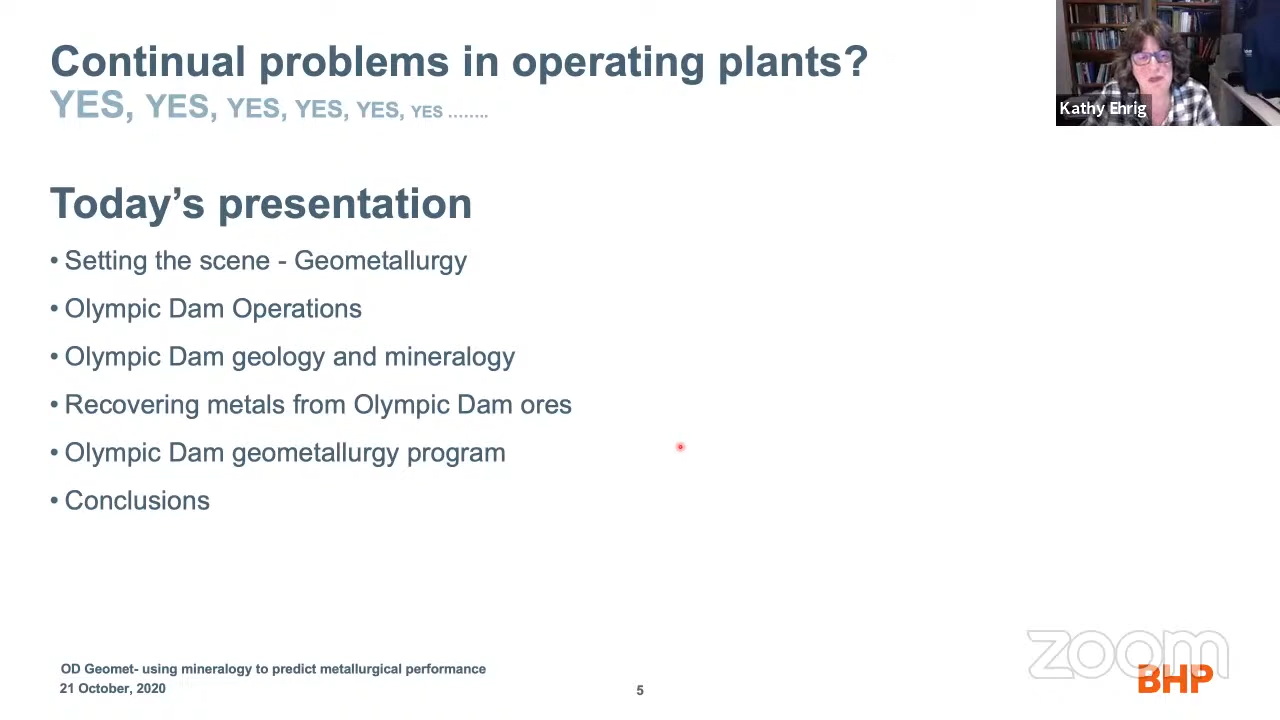 Continual problems in operating plants?
YES, YES, YES, YES, YES, YES ........
Kathy Ehrig
Today’s presentation
• Setting the scene - Geometallurgy
• Olympic Dam Operations
• Olympic Dam geology and mineralogy
• Recovering metals from Olympic Dam ores
• Olympic Dam geometallurgy program
• Conclusions
OD Geomet- using mineralogy to predict metallurgical performance
21 October, 2020
5
zoom
BHP